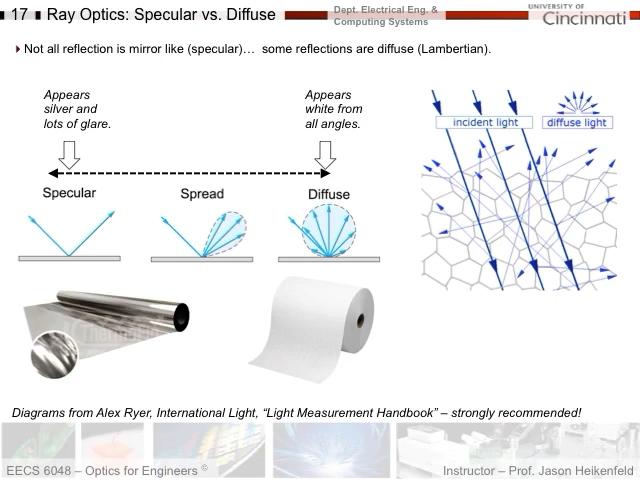 17 Ray Optics: Specular vs. Diffuse
Dept. Electrical Eng. &
Computing Systems
UNIVERSITY OF
Cincinnati
Not all reflection is mirror like (specular)… some reflections are diffuse (Lambertian).
Appears
silver and
lots of glare.
Appears
white from
all angles.
incident light
diffuse light
Specular
Spread
Diffuse
Diagrams from Alex Ryer, International Light, “Light Measurement Handbook” – strongly recommended!
EECS 6048 – Optics for Engineers ©
Instructor – Prof. Jason Heikenfeld